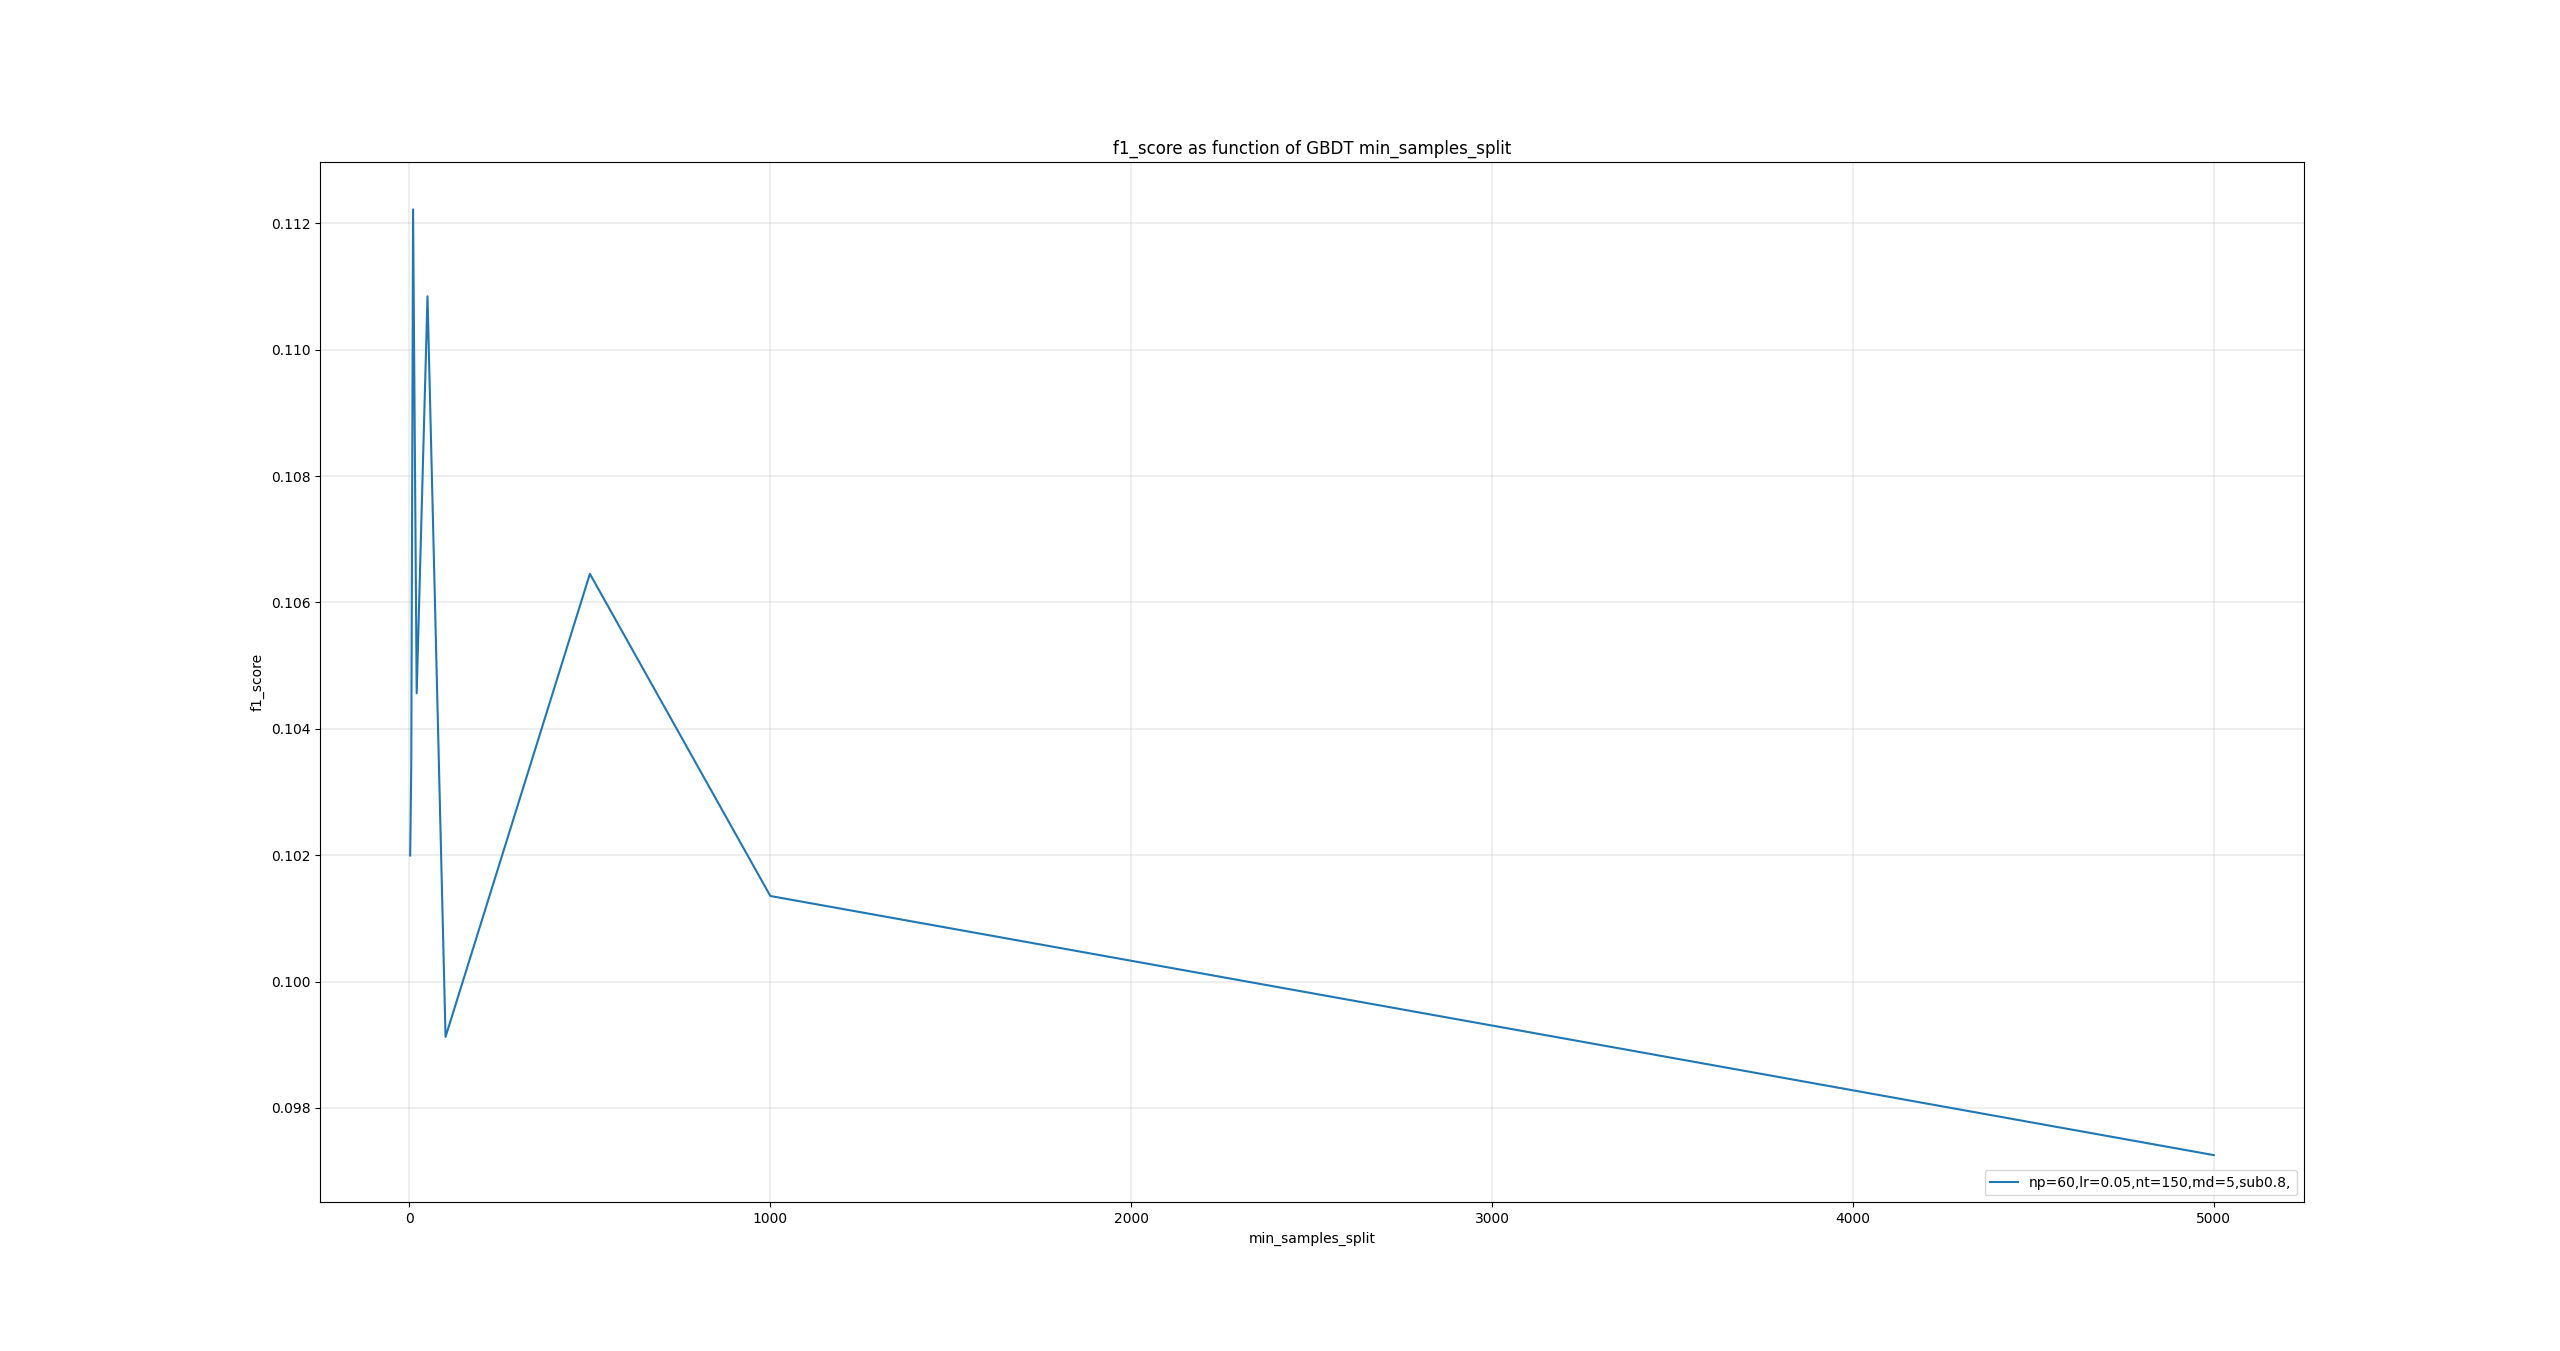 f1_score as function of GBDT min_samples_split
0.112
0.110
0.108
0.106
0.104
0.102
0.100
0.098
f1_score
np=60,lr=0.05,nt=150,md=5,sub0.8,
0 1000 2000 3000 4000 5000
min_samples_split